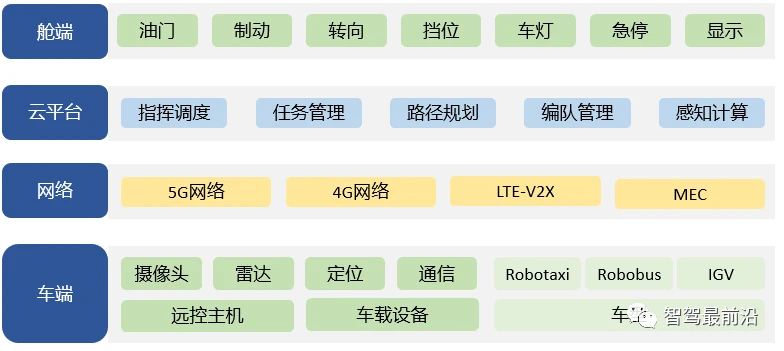 舱端 油门 制动 转向 挡位 车灯 急停 显示
云平台 指挥调度 任务管理 路径规划 编队管理 感知计算
网络 5G网络 4G网络 LTE-V2X MEC
车端 摄像头 雷达 定位 通信 Robotaxi Robobus IGV
远控主机 车载设备 车
智驾最前沿